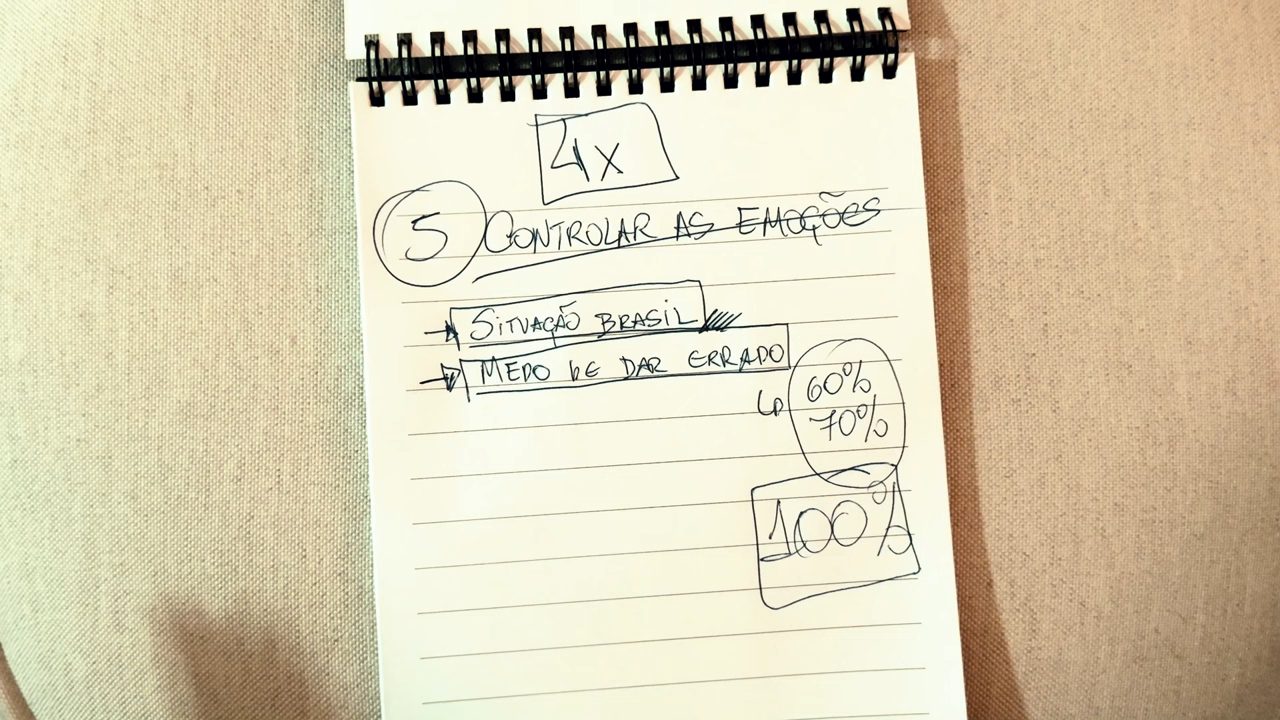 4x
5 CONTROLAR AS EMOÇÕES
SITUAÇÃO BRASIL
MEDO DE DAR ERRADO
60%
70%
100%